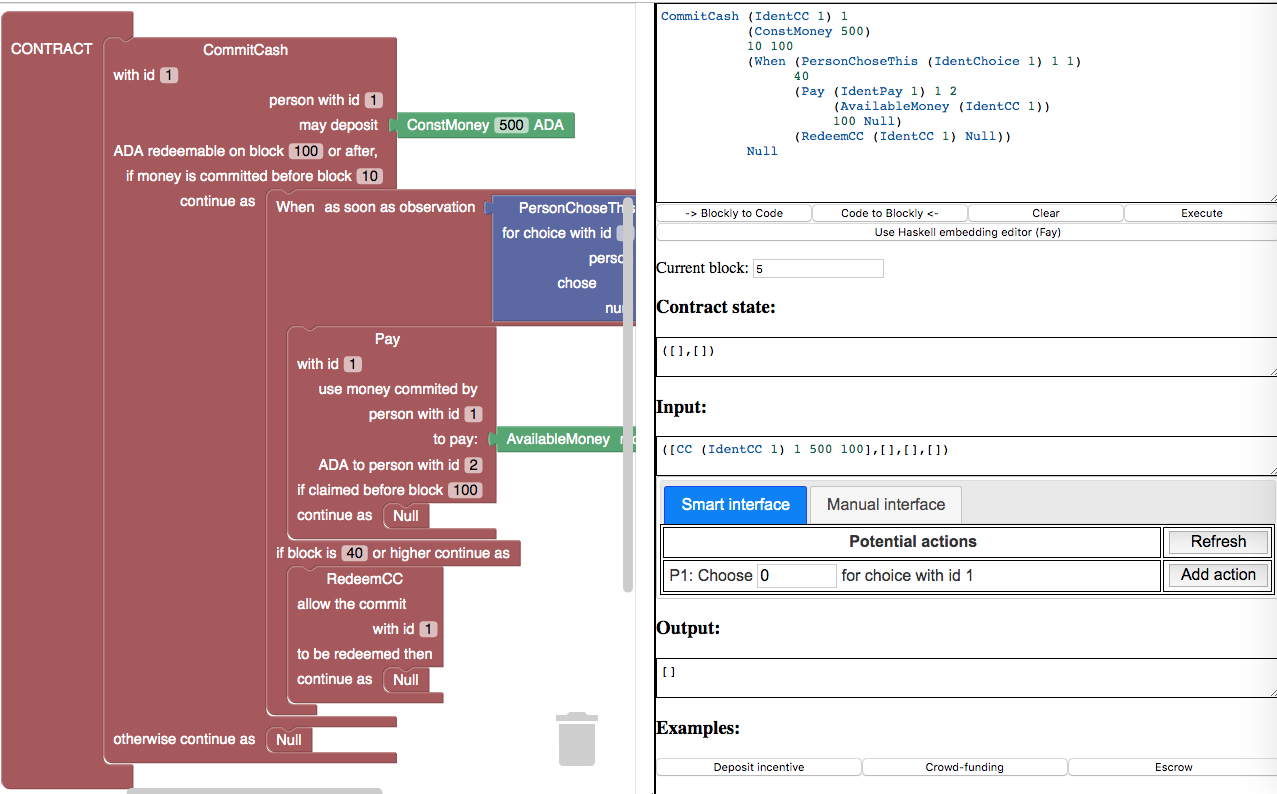 CONTRACT
CommitCash
with id 1
person with id 1
may deposit ConstMoney 500 ADA
ADA redeemable on block 100 or after,
if money is committed before block 10
continue as When as soon as observation
for choice with id
chose
Pay
with id 1
use money commited by
person with id 1
to pay: AvailableMoney
ADA to person with id 2
if claimed before block 100
continue as Null
if block is 40 or higher continue as
RedeemCC
allow the commit
with id 1
to be redeemed then
continue as Null
otherwise continue as Null
CommitCash (IdentCC 1) 1
(ConstMoney 500)
10 100
(When (PersonChoseThis (IdentChoice 1) 1 1)
40
(Pay (IdentPay 1) 1 2
(AvailableMoney (IdentCC 1))
100 Null)
(RedeemCC (IdentCC 1) Null))
Null
-> Blockly to Code Code to Blockly <- Clear Execute
Use Haskell embedding editor (Fay)
Current block: 5
Contract state:
([],[])
Input:
([CC (IdentCC 1) 1 500 100],[],[],[])
Smart interface Manual interface
Potential actions Refresh
P1: Choose 0 for choice with id 1 Add action
Output:
[]
Examples:
Deposit incentive Crowd-funding Escrow